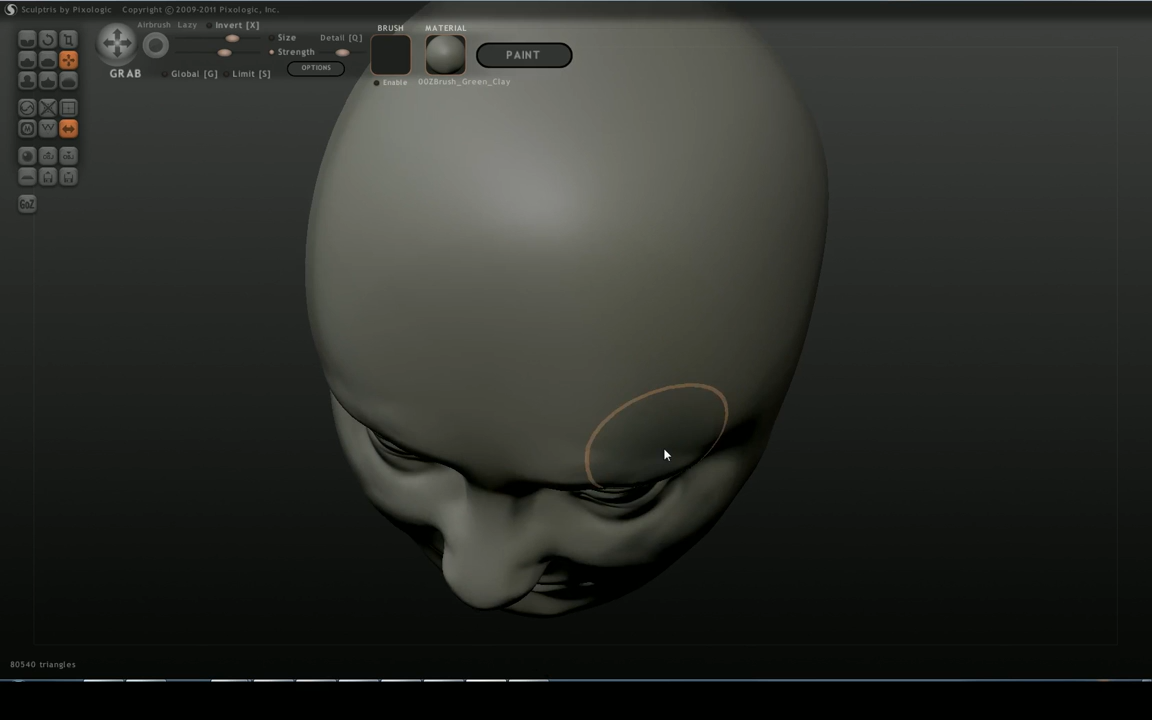 Sculptris by Pixologic    Copyright © 2009-2011 Pixologic, Inc.
Airbrush Lazy Invert [X]
BRUSH MATERIAL
Size Detail [Q]
Strength
PAINT
OPTIONS
GRAB Global [G] Limit [S]
Enable 00ZBrush_Green_Clay
GoZ
80540 triangles